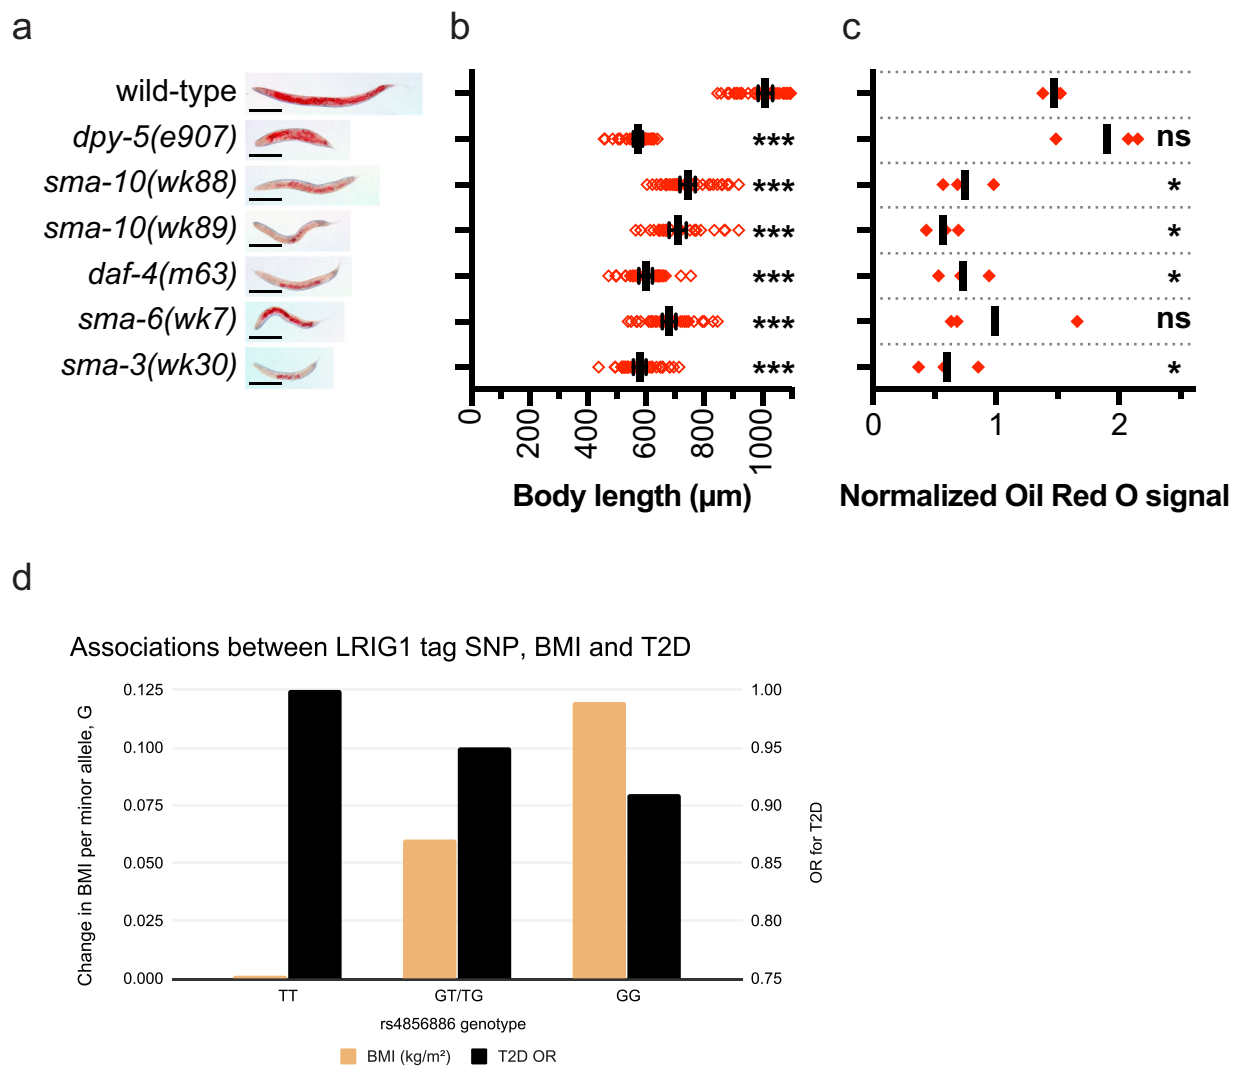 a
b
c
wild-type
dpy-5(e907)
*** ns
sma-10(wk88)
*** *
sma-10(wk89)
*** *
daf-4(m63)
*** *
sma-6(wk7)
*** ns
sma-3(wk30)
*** *
0 200 400 600 800 1000
0 1 2
Body length (µm)
Normalized Oil Red O signal
d
Associations between LRIG1 tag SNP, BMI and T2D
Change in BMI per minor allele, G
0.125 1.00
0.100 0.95
0.075 0.90
0.050 0.85
0.025 0.80
0.000 0.75
OR for T2D
TT GT/TG GG
rs4856886 genotype
BMI (kg/m²) T2D OR